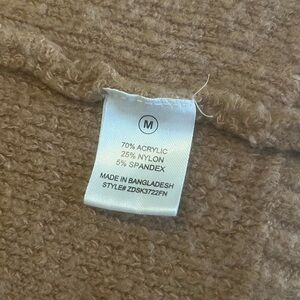 M
70% ACRYLIC
25% NYLON
5% SPANDEX
MADE IN BANGLADESH
STYLE# ZDSK3722FN